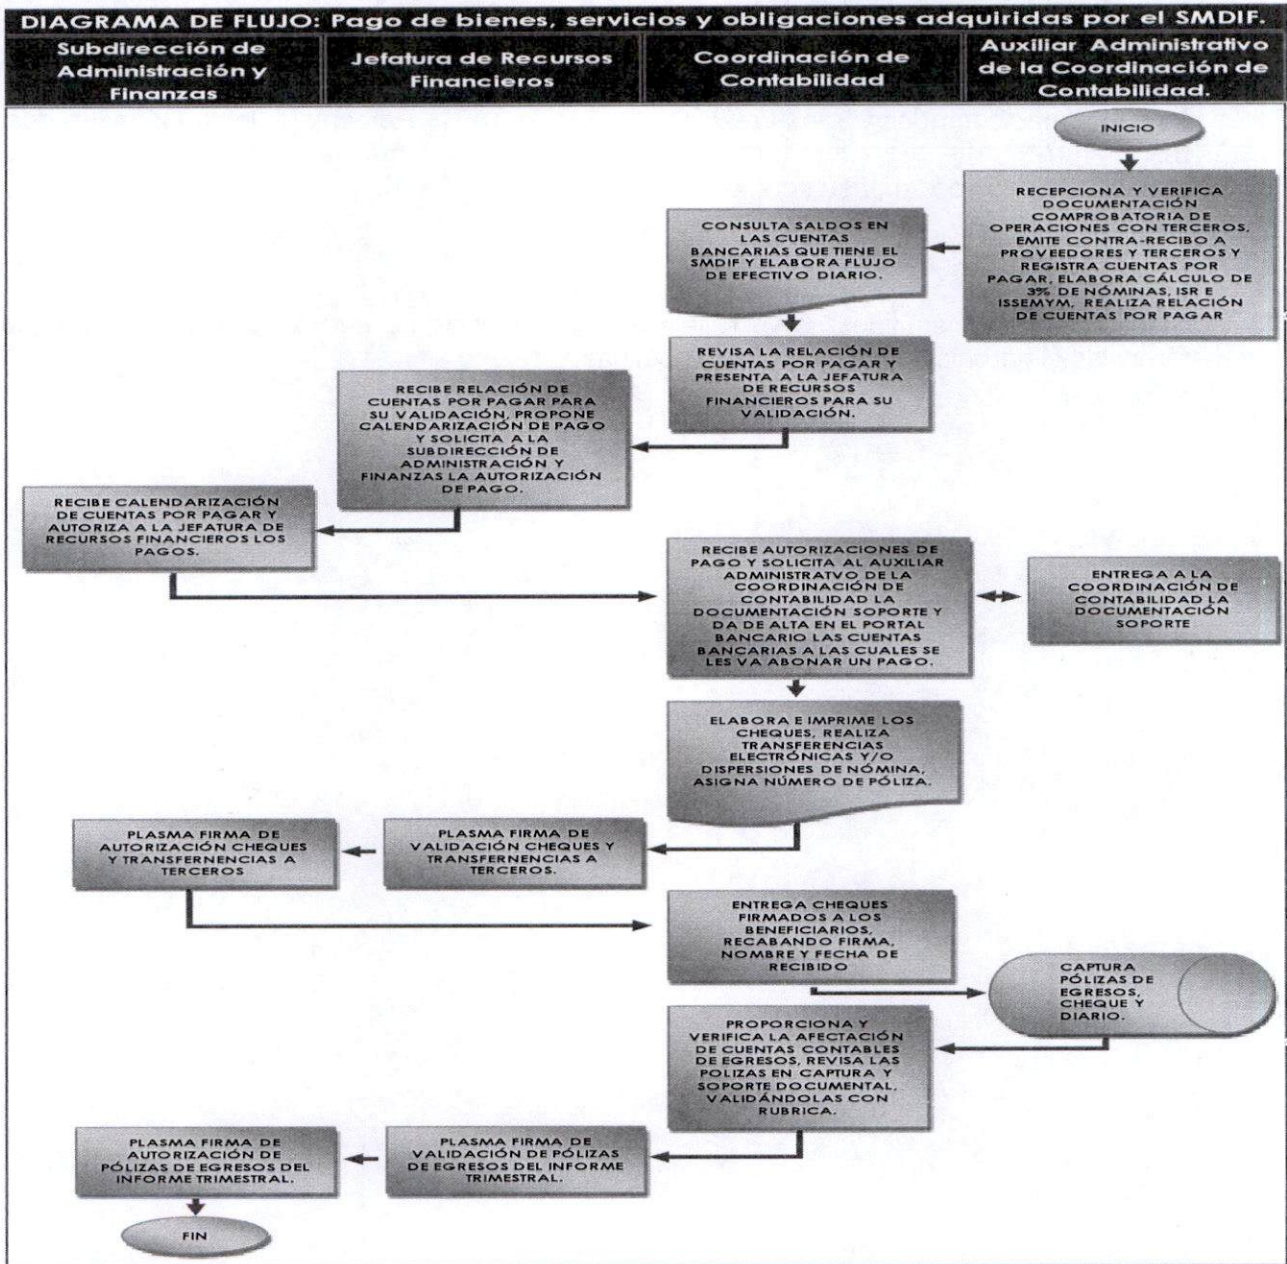 DIAGRAMA DE FLUJO: Pago de bienes, servicios y obligaciones adquiridas por el SMDIF.
Subdirección de
Administración y
Finanzas
Jefatura de Recursos
Financieros
Coordinación de
Contabilidad
Auxiliar Administrativo
de la Coordinación de
Contabilidad.
INICIO
RECEPCIONA Y VERIFICA
DOCUMENTACIÓN
COMPROBATORIA DE
OPERACIONES CON TERCEROS,
EMITE CONTRA-RECIBO A
PROVEEDORES Y TERCEROS Y
REGISTRA CUENTAS POR
PAGAR, ELABORA CÁLCULO DE
3% DE NÓMINAS, ISR E
ISSEMYM, REALIZA RELACIÓN
DE CUENTAS POR PAGAR
CONSULTA SALDOS EN
LAS CUENTAS
BANCARIAS QUE TIENE EL
SMDIF Y ELABORA FLUJO
DE EFECTIVO DIARIO.
REVISA LA RELACIÓN DE
CUENTAS POR PAGAR Y
PRESENTA A LA JEFATURA
DE RECURSOS
FINANCIEROS PARA SU
VALIDACIÓN.
RECIBE RELACIÓN DE
CUENTAS POR PAGAR PARA
SU VALIDACIÓN, PROPONE
CALENDARIZACIÓN DE PAGO
Y SOLICITA A LA
SUBDIRECCIÓN DE
ADMINISTRACIÓN Y
FINANZAS LA AUTORIZACIÓN
DE PAGO.
RECIBE CALENDARIZACIÓN
DE CUENTAS POR PAGAR Y
AUTORIZA A LA JEFATURA DE
RECURSOS FINANCIEROS LOS
PAGOS.
RECIBE AUTORIZACIONES DE
PAGO Y SOLICITA AL AUXILIAR
ADMINISTRATVO DE LA
COORDINACIÓN DE
CONTABILIDAD LA
DOCUMENTACIÓN SOPORTE Y
DA DE ALTA EN EL PORTAL
BANCARIO LAS CUENTAS
BANCARIAS A LAS CUALES SE
LES VA ABONAR UN PAGO.
ENTREGA A LA
COORDINACIÓN DE
CONTABILIDAD LA
DOCUMENTACIÓN
SOPORTE
ELABORA E IMPRIME LOS
CHEQUES, REALIZA
TRANSFERENCIAS
ELECTRÓNICAS Y/O
DISPERSIONES DE NÓMINA,
ASIGNA NÚMERO DE PÓLIZA.
PLASMA FIRMA DE
VALIDACIÓN CHEQUES Y
TRANSFERNENCIAS A
TERCEROS.
PLASMA FIRMA DE
AUTORIZACIÓN CHEQUES
Y TRANSFERNENCIAS A
TERCEROS
ENTREGA CHEQUES
FIRMADOS A LOS
BENEFICIARIOS,
RECABANDO FIRMA,
NOMBRE Y FECHA DE
RECIBIDO
CAPTURA
PÓLIZAS DE
EGRESOS,
CHEQUE Y
DIARIO.
PROPORCIONA Y
VERIFICA LA AFECTACIÓN
DE CUENTAS CONTABLES
DE EGRESOS, REVISA LAS
POLIZAS EN CAPTURA Y
SOPORTE DOCUMENTAL,
VALIDÁNDOLAS CON
RUBRICA.
PLASMA FIRMA DE
VALIDACIÓN DE PÓLIZAS
DE EGRESOS DEL INFORME
TRIMESTRAL.
PLASMA FIRMA DE
AUTORIZACIÓN DE
PÓLIZAS DE EGRESOS DEL
INFORME TRIMESTRAL.
FIN